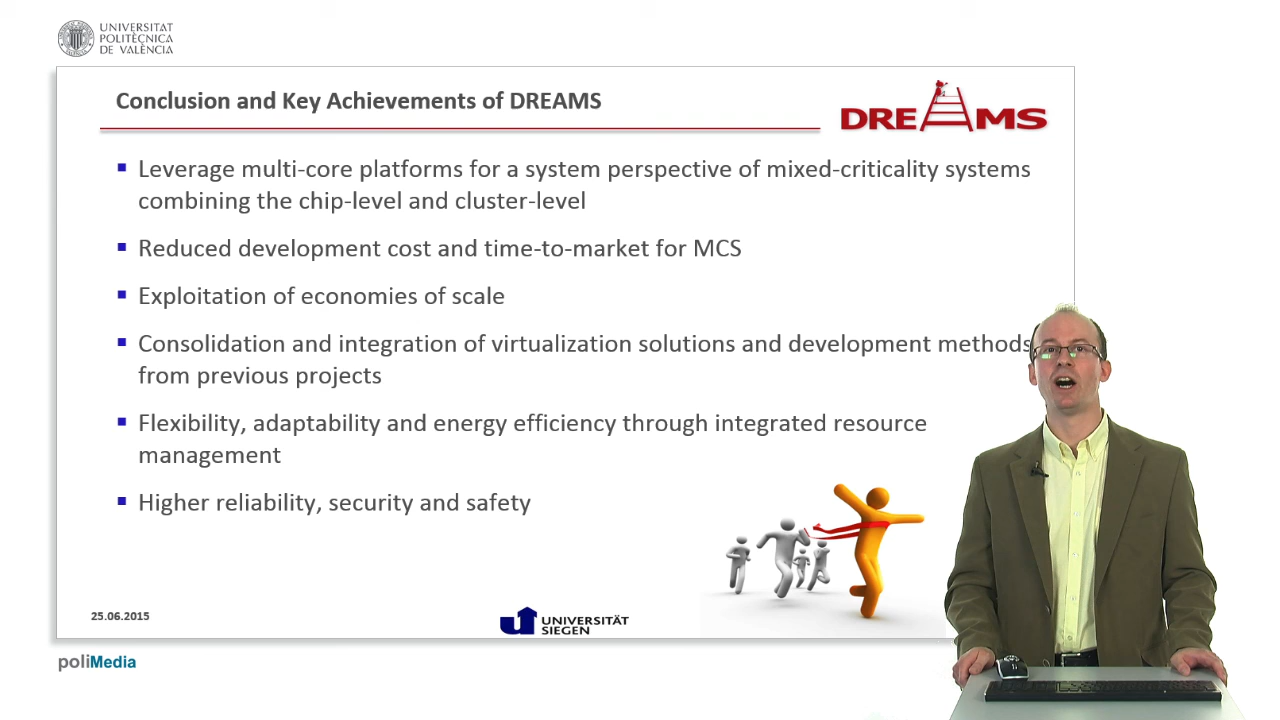 UNIVERSITAT
POLITÈCNICA
DE VALÈNCIA
Conclusion and Key Achievements of DREAMS
DREAMS
Leverage multi-core platforms for a system perspective of mixed-criticality systems
combining the chip-level and cluster-level
Reduced development cost and time-to-market for MCS
Exploitation of economies of scale
Consolidation and integration of virtualization solutions and development methods
from previous projects
Flexibility, adaptability and energy efficiency through integrated resource
management
Higher reliability, security and safety
25.06.2015
UNIVERSITÄT
SIEGEN
poliMedia